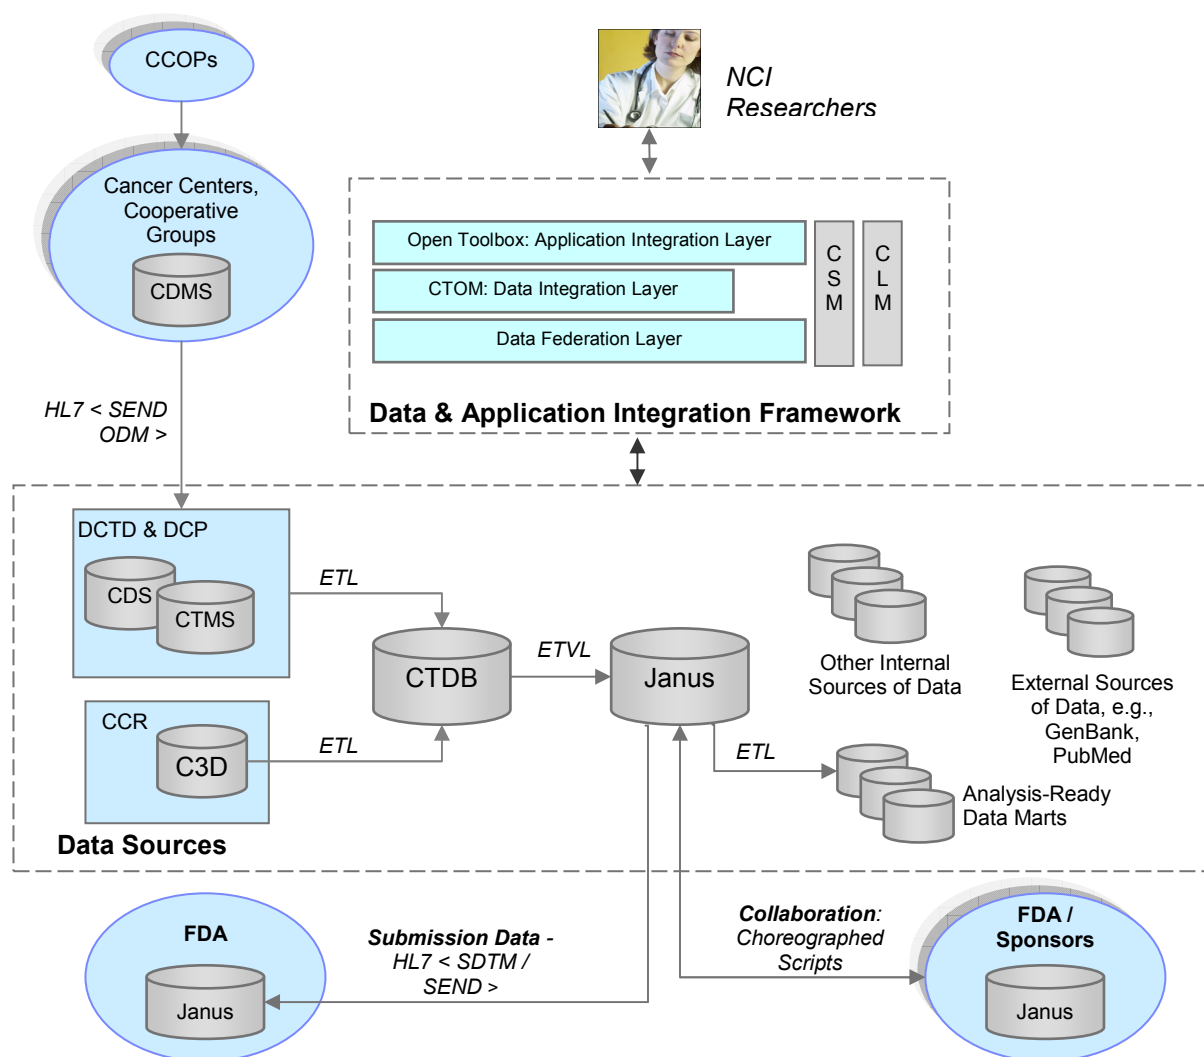 CCOPs
NCI
Researchers
Cancer Centers,
Cooperative
Groups
CDMS
Open Toolbox: Application Integration Layer
CTOM: Data Integration Layer
Data Federation Layer
C
S
M
C
L
M
Data & Application Integration Framework
HL7 < SEND
ODM >
DCTD & DCP
CDS
CTMS
ETL
CCR
C3D
ETL
CTDB
ETVL
Janus
ETL
Other Internal
Sources of Data
External Sources
of Data, e.g.,
GenBank,
PubMed
Analysis-Ready
Data Marts
Data Sources
FDA
Janus
Submission Data -
HL7 < SDTM /
SEND >
Collaboration:
Choreographed
Scripts
FDA /
Sponsors
Janus